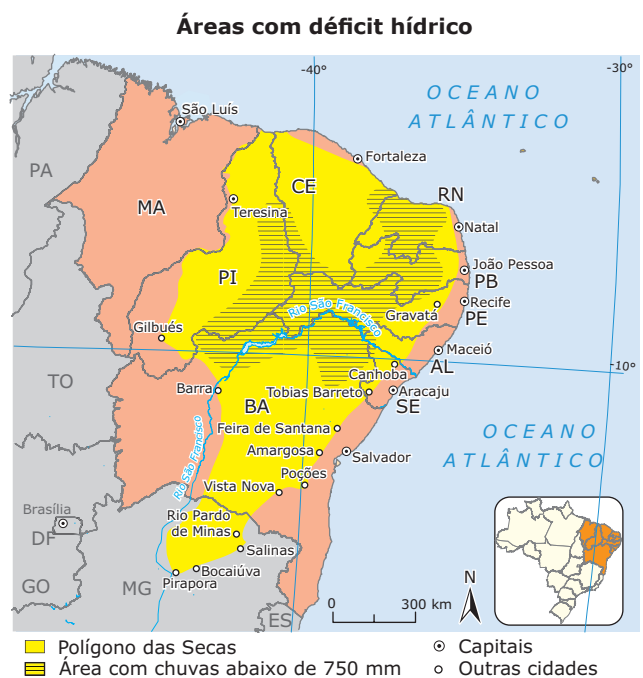 Áreas com déficit hídrico
-40°
-30°
OCEANO
ATLÂNTICO
São Luís
Fortaleza
PA
CE
RN
MA
Teresina
Natal
João Pessoa
PB
PI
Rio São Francisco
Recife
Gravatá
PE
Gilbués
Maceió
AL
Canhoba
-10°
TO
Barra
Tobias Barreto
Aracaju
BA
SE
Rio São Francisco
Feira de Santana
OCEANO
ATLÂNTICO
Amargosa
Salvador
Poções
Vista Nova
Brasília
DF
Rio Pardo
de Minas
Salinas
Bocaiúva
Pirapora
GO
MG
ES
N
0
300 km
Polígono das Secas
Capitais
Área com chuvas abaixo de 750 mm
Outras cidades